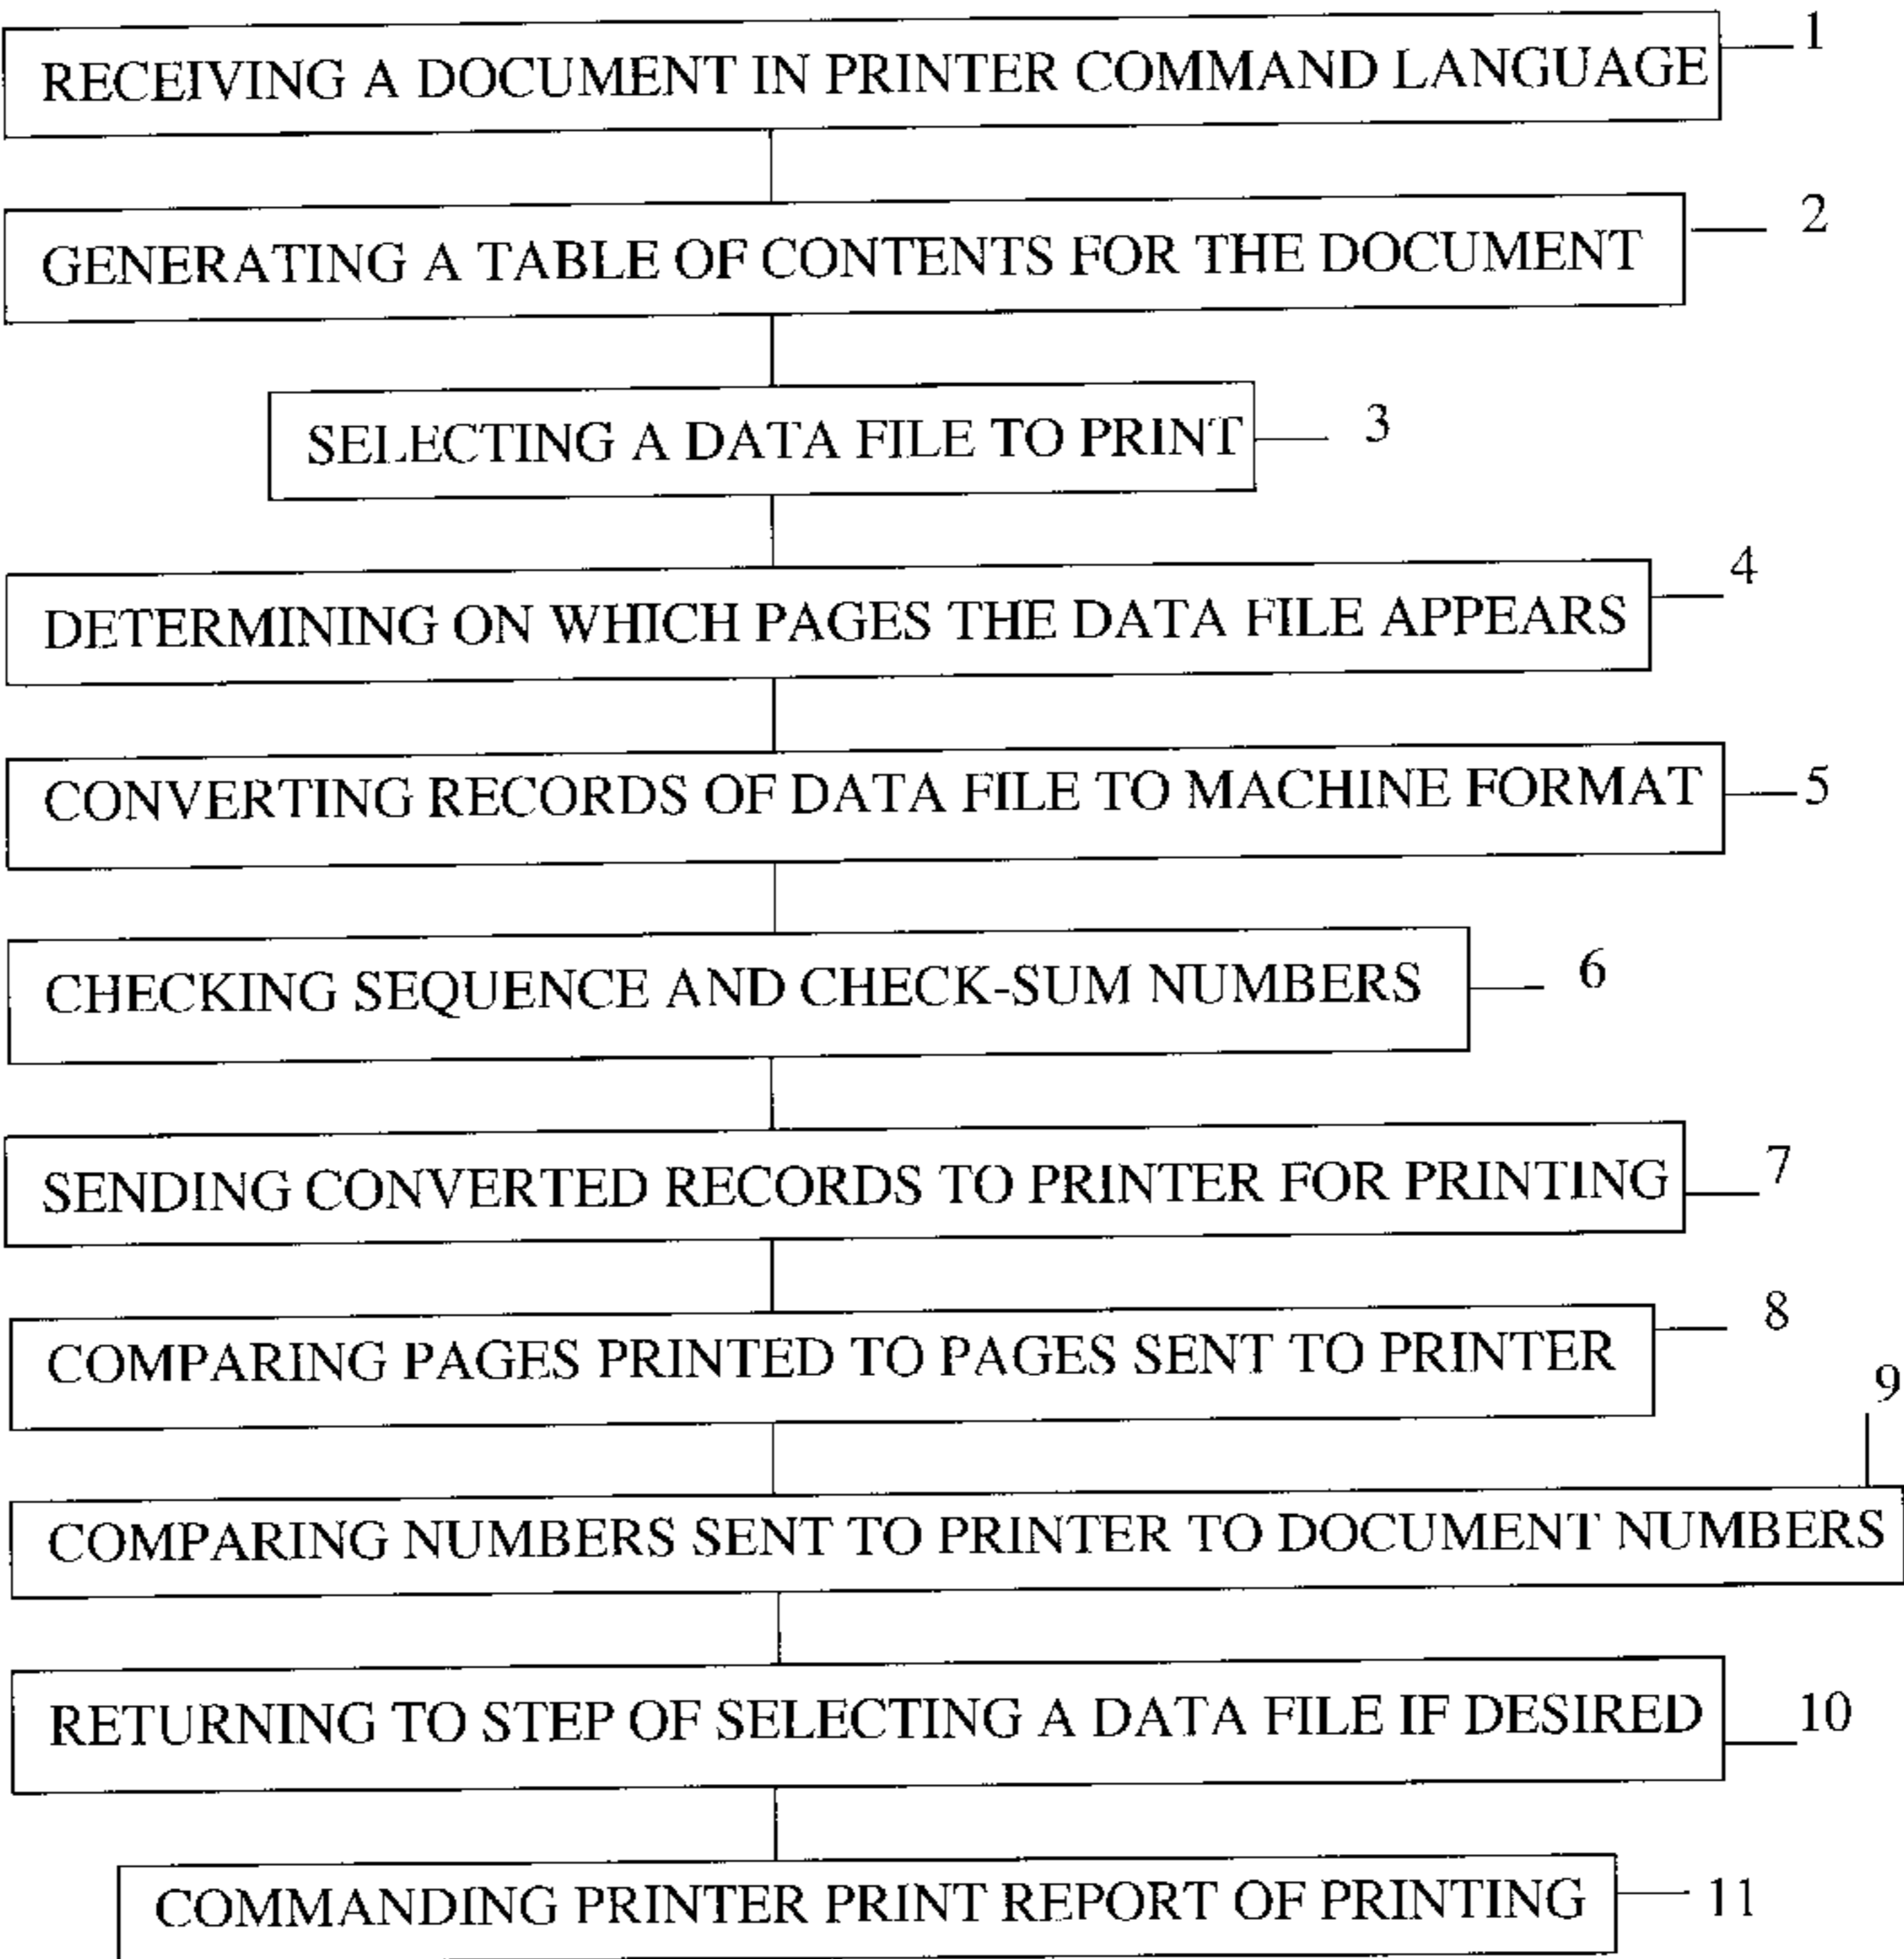 RECEIVING A DOCUMENT IN PRINTER COMMAND LANGUAGE 1
GENERATING A TABLE OF CONTENTS FOR THE DOCUMENT 2
SELECTING A DATA FILE TO PRINT 3
DETERMINING ON WHICH PAGES THE DATA FILE APPEARS 4
CONVERTING RECORDS OF DATA FILE TO MACHINE FORMAT 5
CHECKING SEQUENCE AND CHECK-SUM NUMBERS 6
SENDING CONVERTED RECORDS TO PRINTER FOR PRINTING 7
COMPARING PAGES PRINTED TO PAGES SENT TO PRINTER 8
9
COMPARING NUMBERS SENT TO PRINTER TO DOCUMENT NUMBERS
RETURNING TO STEP OF SELECTING A DATA FILE IF DESIRED 10
COMMANDING PRINTER PRINT REPORT OF PRINTING 11